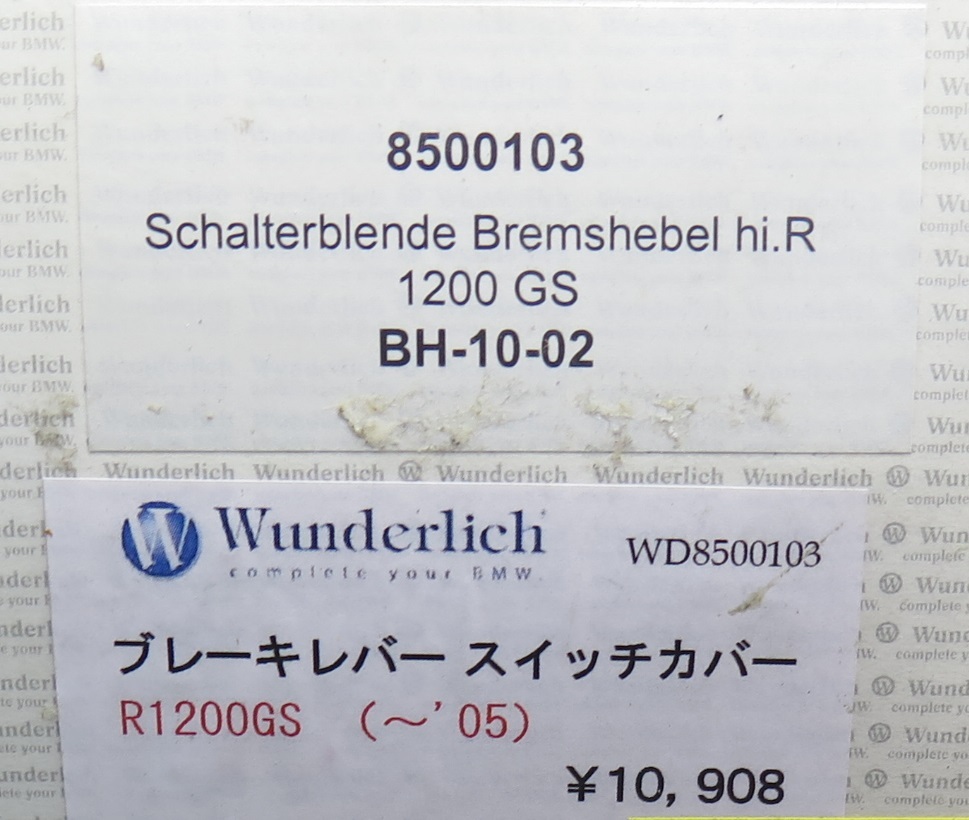 8500103
Schalterblende Bremshebel hi.R
1200 GS
BH-10-02
Wunderlich Wunderlich Wunderlich Wunderlich Wunderlich
Wunderlich WD8500103
complete your BMW
ブレーキレバー スイッチカバー
R1200GS （～'05）
￥10,908